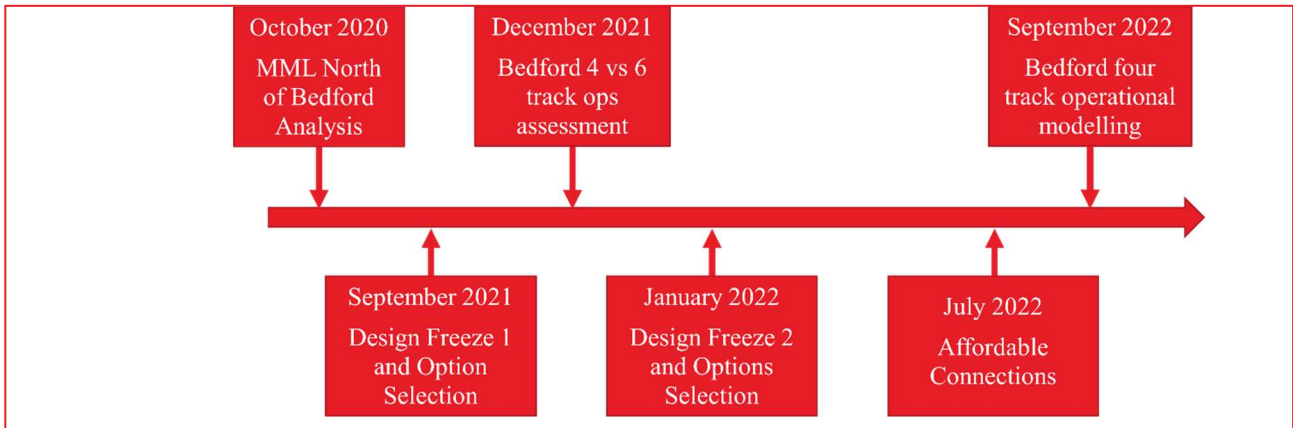 October 2020
MML North
of Bedford
Analysis
December 2021
Bedford 4 vs 6
track ops
assessment
September 2022
Bedford four
track operational
modelling
September 2021
Design Freeze 1
and Option
Selection
January 2022
Design Freeze 2
and Options
Selection
July 2022
Affordable
Connections